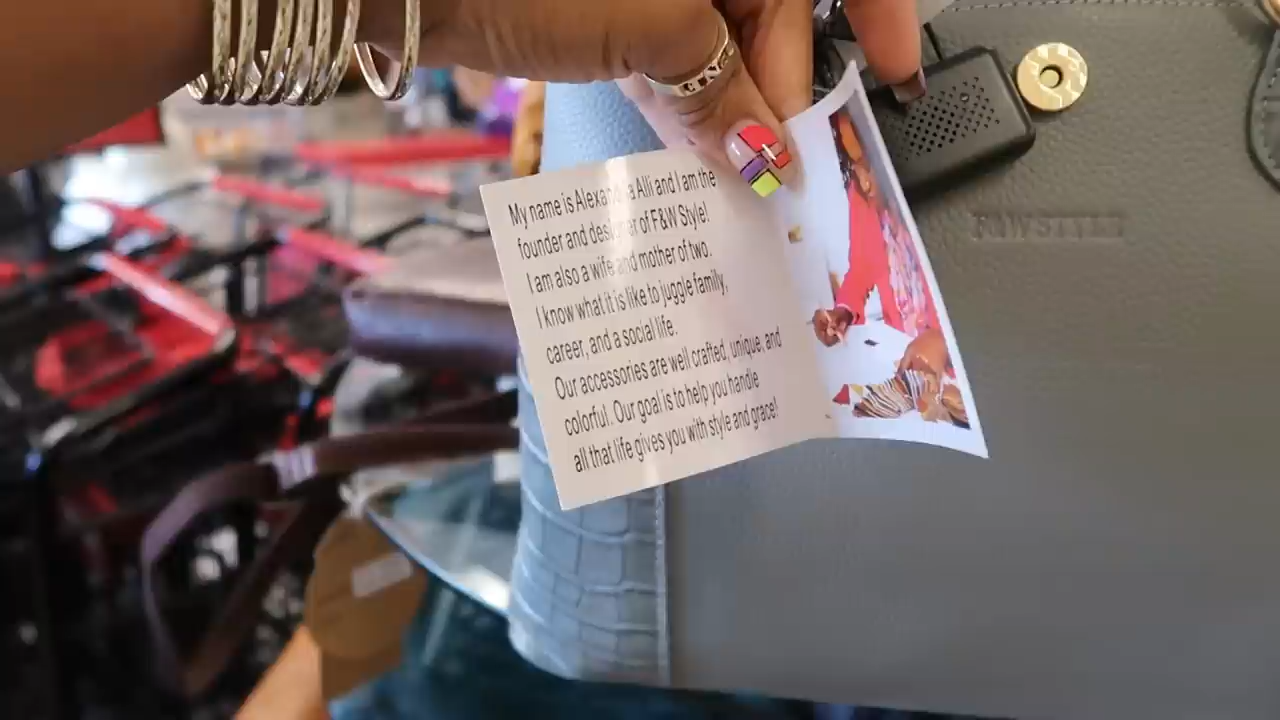 My name is Alexandria Alli and I am the
founder and designer of F&W Style!
I am also a wife and mother of two.
I know what it is like to juggle family,
career, and a social life.
Our accessories are well crafted, unique, and
colorful. Our goal is to help you handle
all that life gives you with style and grace!
F&W STYLE